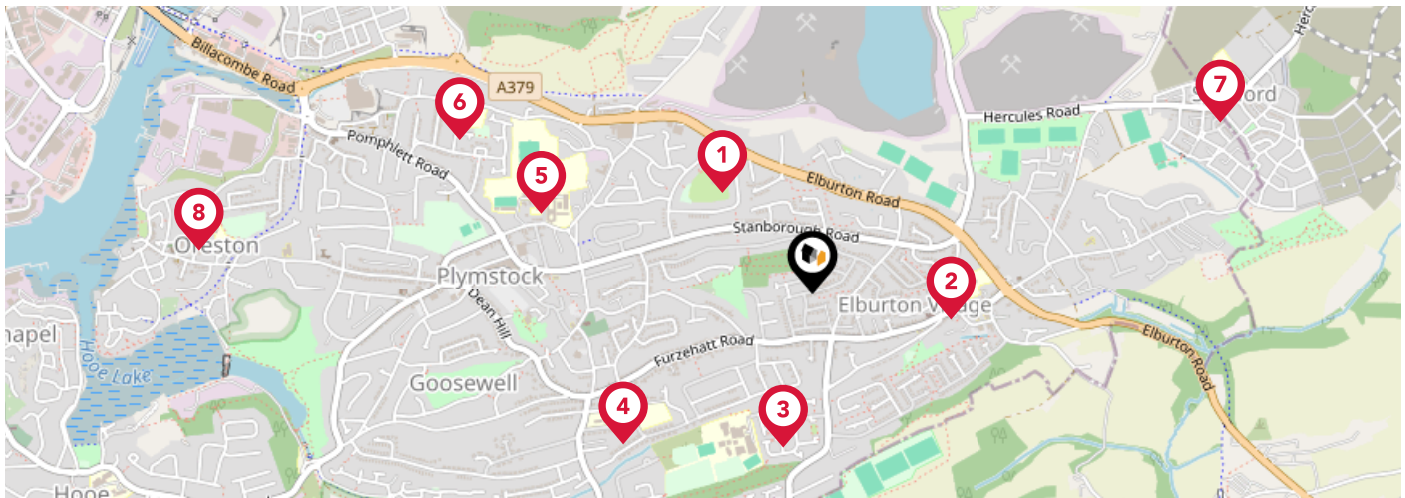 Billacombe Road
A379
6
7
Hercules Road
Pomphlett Road
1
5
Elburton Road
8
Oreston
Stanborough Road
Plymstock
2
Elburton Village
Dean Hill
Furzehatt Road
Elburton Road
Hooe Lake
Goosewell
4
3
Hooe